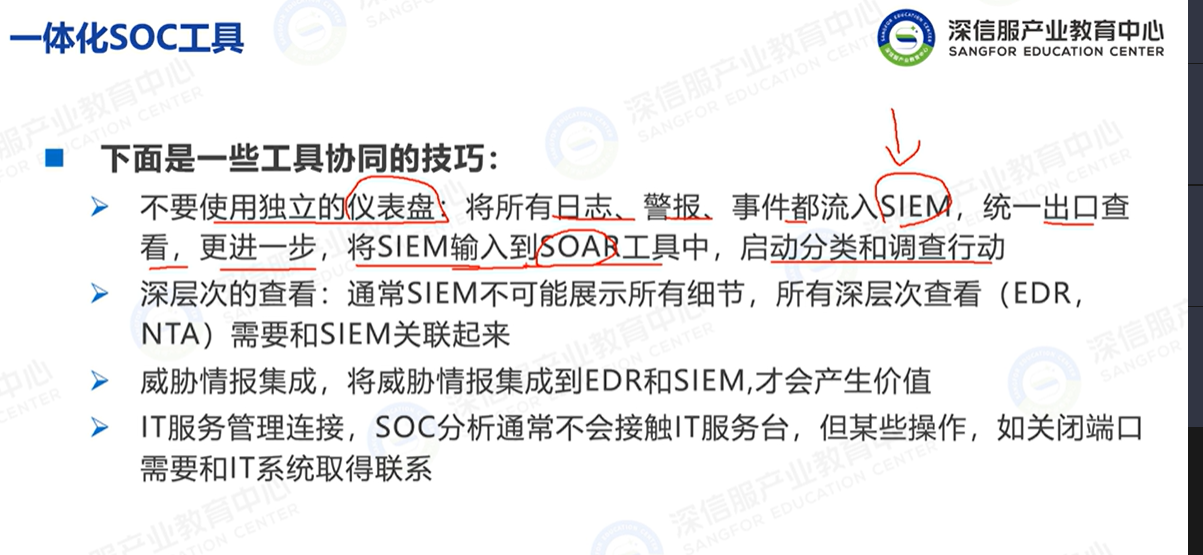 一体化SOC工具
深信服产业教育中心
SANGFOR EDUCATION CENTER
下面是一些工具协同的技巧：
不要使用独立的仪表盘：将所有日志、警报、事件都流入SIEM，统一出口查
看，更进一步，将SIEM输入到SOAR工具中，启动分类和调查行动
深层次的查看：通常SIEM不可能展示所有细节，所有深层次查看（EDR，
NTA）需要和SIEM关联起来
威胁情报集成，将威胁情报集成到EDR和SIEM,才会产生价值
IT服务管理连接，SOC分析通常不会接触IT服务台，但某些操作，如关闭端口
需要和IT系统取得联系